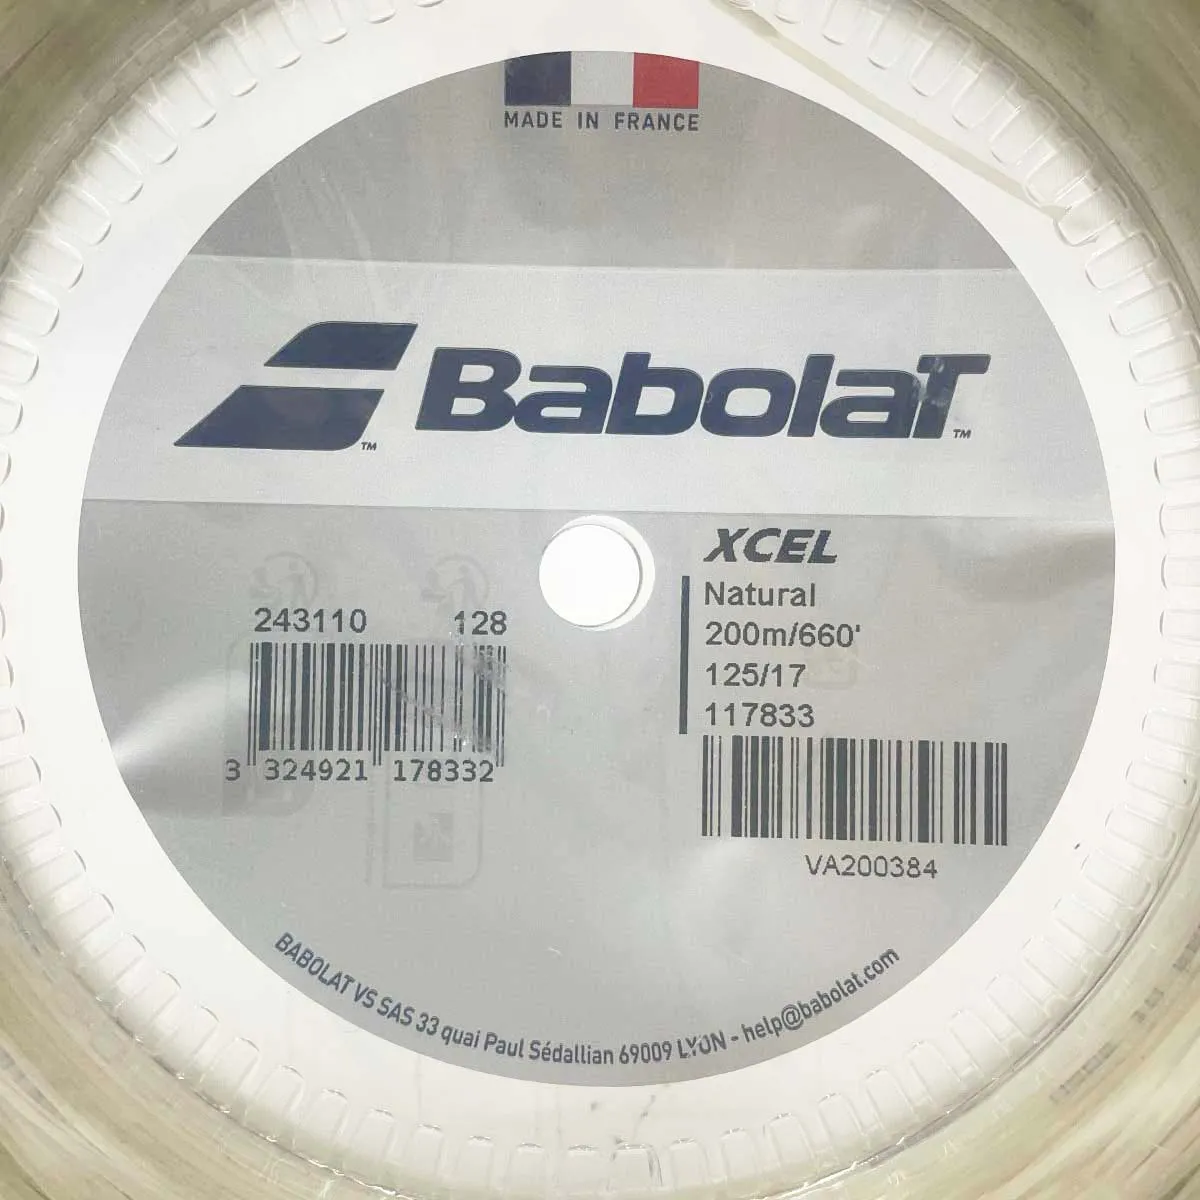 MADE IN FRANCE
Babolat™
XCEL
Natural
200m/660'
125/17
117833
VA200384
243110 128
3 324921 178332
BABOLAT VS SAS 33 quai Paul Sédallian 69009 LYON - help@babolat.com